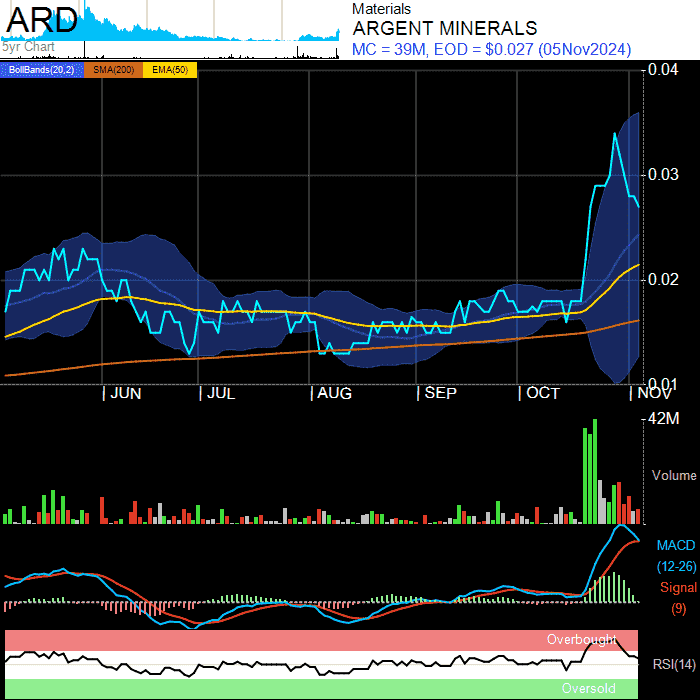 ARD
5yr Chart
Materials
ARGENT MINERALS
MC = 39M, EOD = $0.027 (05Nov2024)
BollBands(20,2) SMA(200) EMA(50)
0.04
0.03
0.02
0.01
JUN JUL AUG SEP OCT NOV
42M
Volume
MACD
(12-26)
Signal
(9)
Overbought
RSI(14)
Oversold